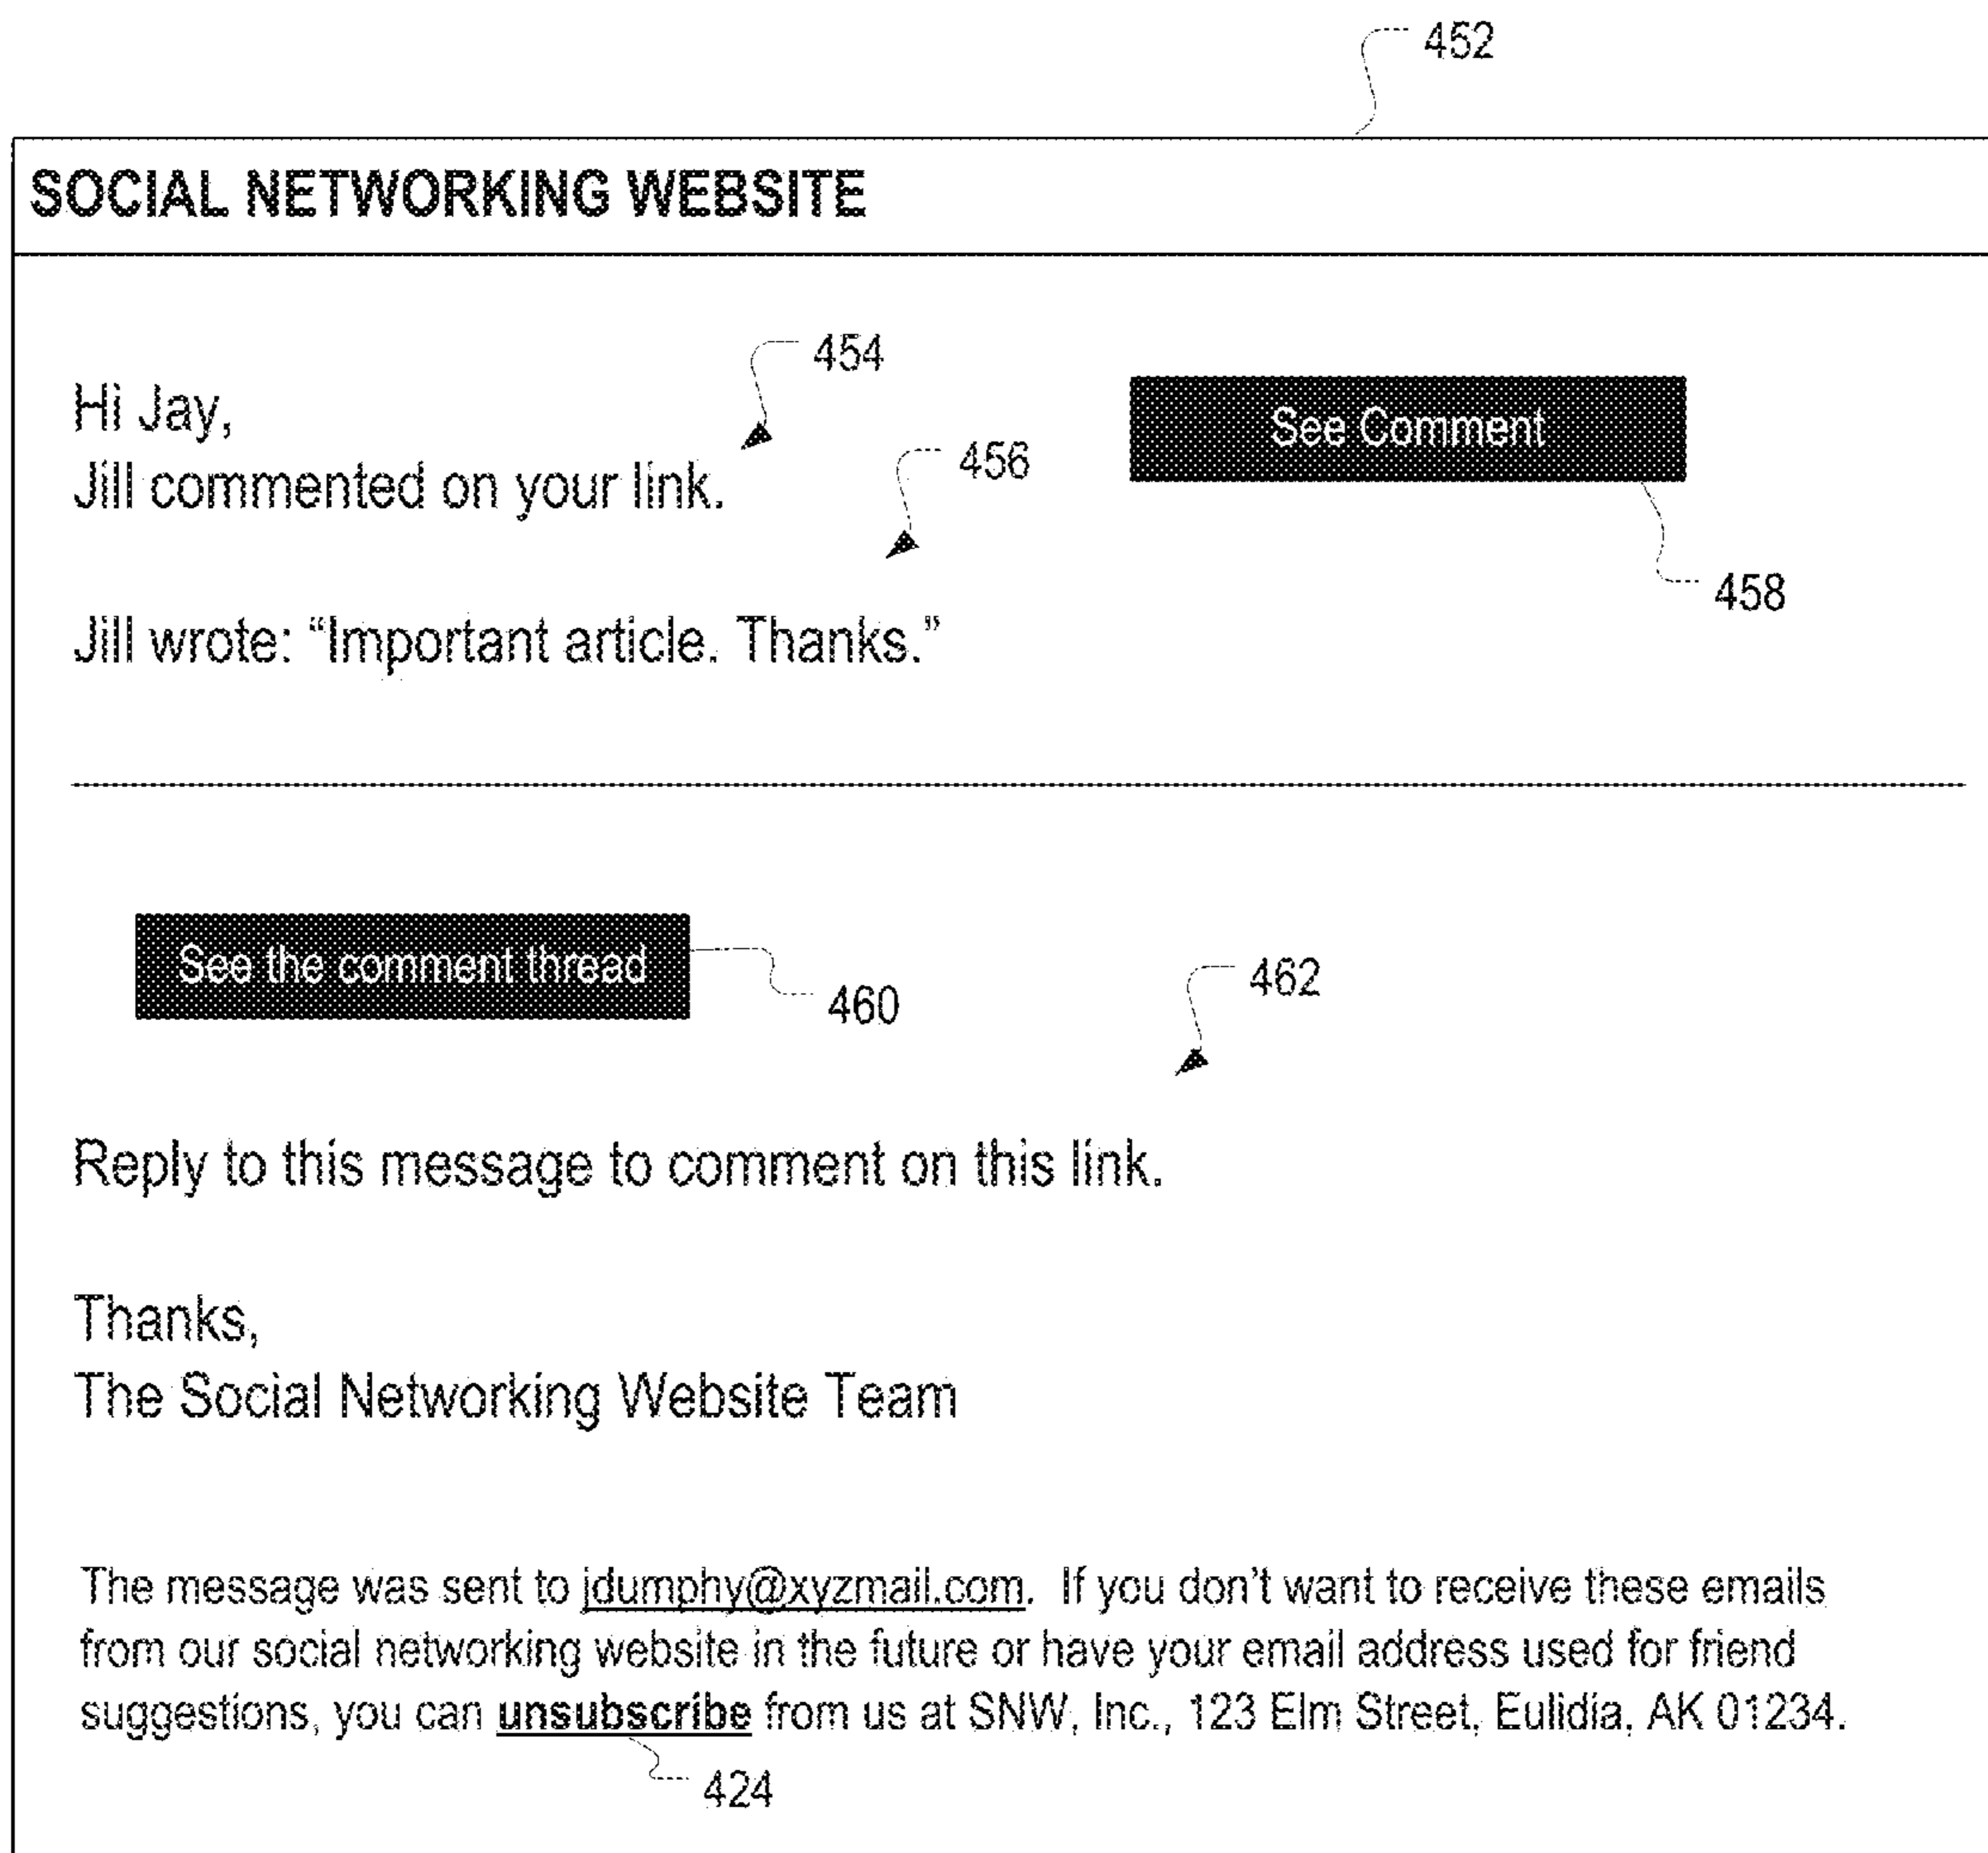 452
SOCIAL NETWORKING WEBSITE
454
Hi Jay,
See Comment
456
Jill commented on your link.
458
Jill wrote: “Important article. Thanks.”
See the comment thread
460
462
Reply to this message to comment on this link.
Thanks,
The Social Networking Website Team
The message was sent to jdumphy@xyzmail.com. If you don’t want to receive these emails
from our social networking website in the future or have your email address used for friend
suggestions, you can unsubscribe from us at SNW, Inc., 123 Elm Street, Eulidia, AK 01234.
424